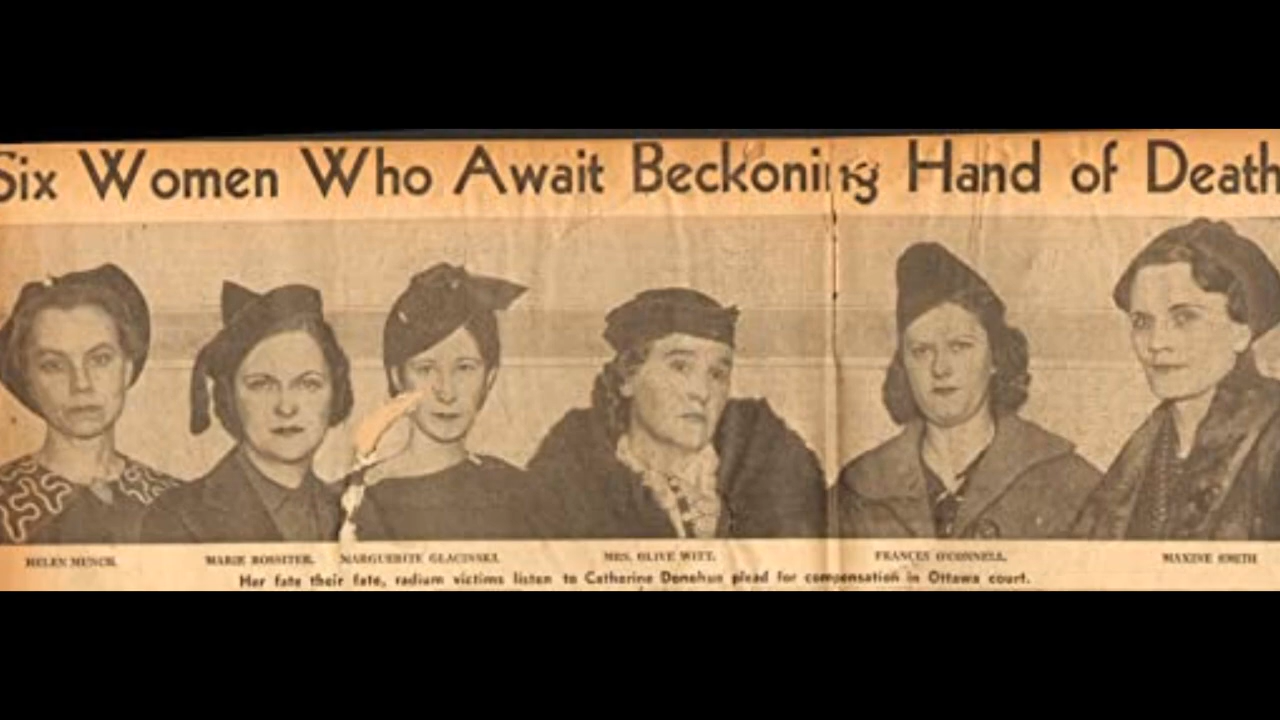 Six Women Who Await Beckoning Hand of Death
HELEN MUNCH. MARIE ROSSITER. MARGUERITE GLACINSKI. MRS. OLIVE WITT. FRANCES O'CONNELL. MAXINE SMITH
Her fate their fate, radium victims listen to Catherine Donohue plead for compensation in Ottawa court.